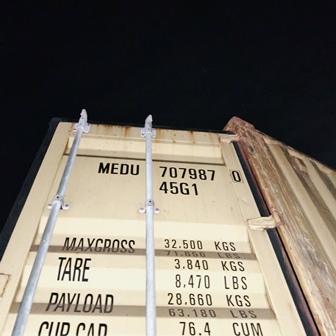 MEDU 707987 0
45G1
MAXGROSS 32.500 KGS
71.650 LBS
TARE 3.840 KGS
8.470 LBS
PAYLOAD 28.660 KGS
63.180 LBS
CUB CAP 76.4 CUM